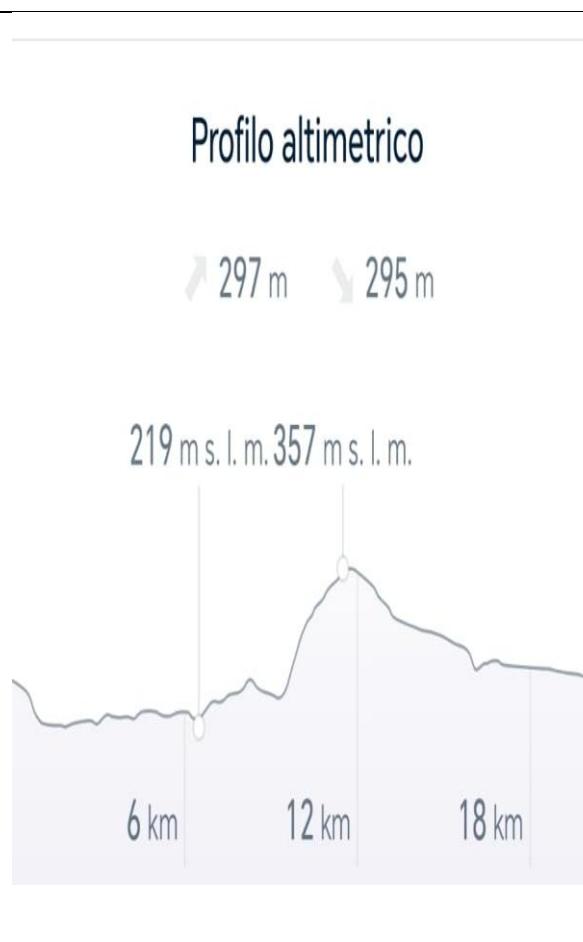 Profilo altimetrico
297 m 295 m
219 m s. l. m. 357 m s. l. m.
6 km 12 km 18 km